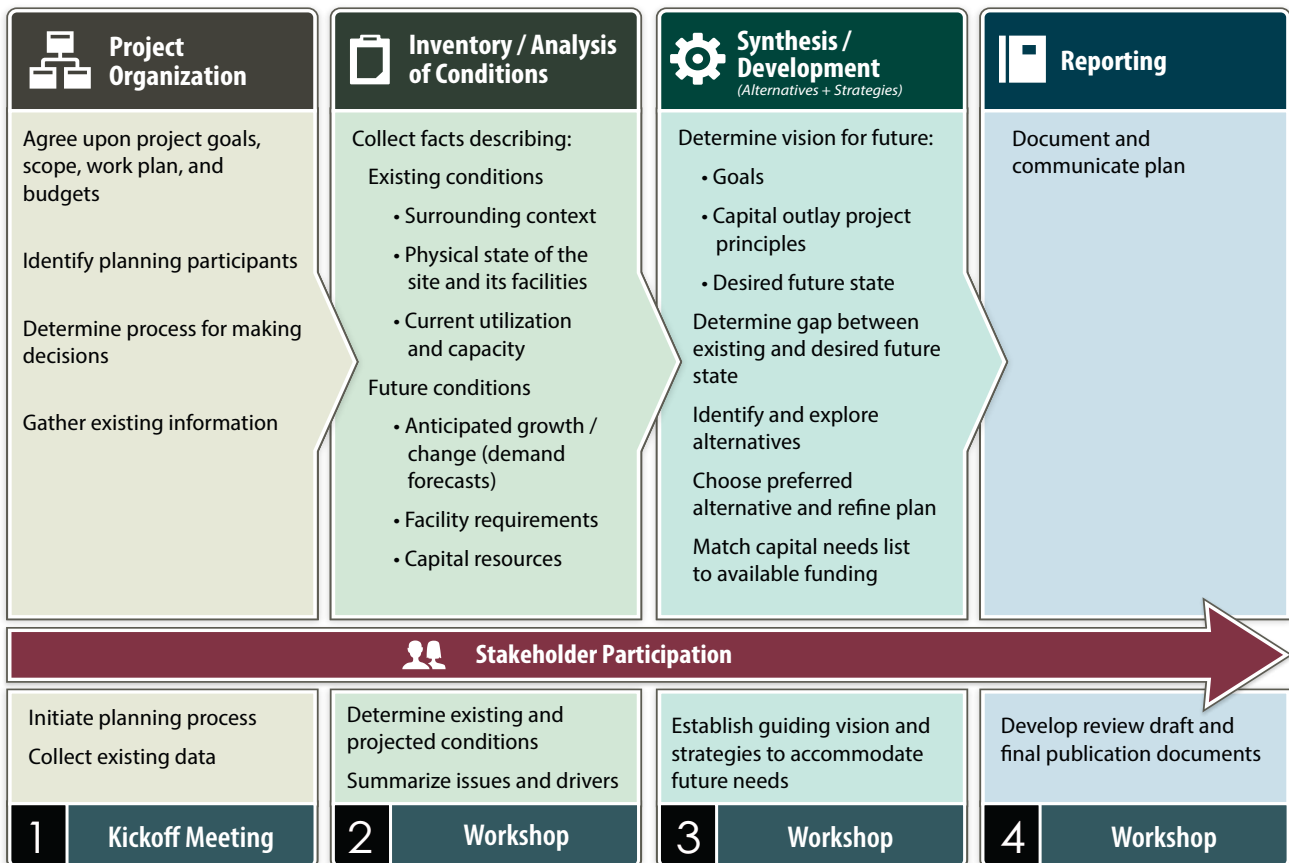 Project
Organization
Agree upon project goals,
scope, work plan, and
budgets
Identify planning participants
Determine process for making
decisions
Gather existing information
Inventory / Analysis
of Conditions
Collect facts describing:
Existing conditions
• Surrounding context
• Physical state of the
site and its facilities
• Current utilization
and capacity
Future conditions
• Anticipated growth /
change (demand
forecasts)
• Facility requirements
• Capital resources
Synthesis /
Development
(Alternatives + Strategies)
Determine vision for future:
• Goals
• Capital outlay project
principles
• Desired future state
Determine gap between
existing and desired future
state
Identify and explore
alternatives
Choose preferred
alternative and refine plan
Match capital needs list
to available funding
Reporting
Document and
communicate plan
Stakeholder Participation
Initiate planning process
Collect existing data
1 Kickoff Meeting
Determine existing and
projected conditions
Summarize issues and drivers
2 Workshop
Establish guiding vision and
strategies to accommodate
future needs
3 Workshop
Develop review draft and
final publication documents
4 Workshop